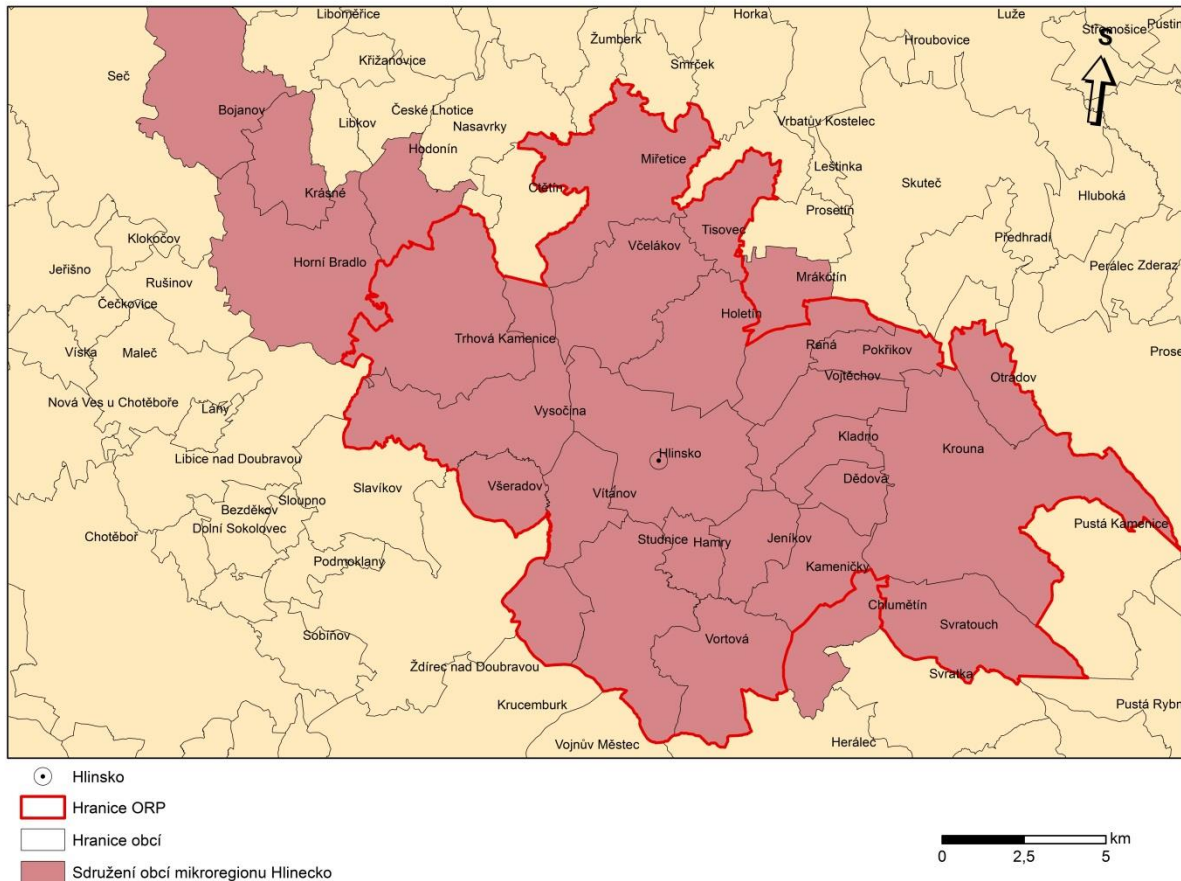 Liboměřice
Horka
Luže
Pustin
Střemošice
S
Žumberk
Hroubovice
Křižanovice
Smrček
Seč
České Lhotice
Bojanov
Libkov
Nasavrky
Vrbatův Kostelec
Hodonín
Miřetice
Leštinka
Skuteč
Ctětín
Krásné
Hluboká
Prosetín
Klokočov
Tisovec
Předhradí
Včelákov
Jeřišno
Horní Bradlo
Perálec
Zderaz
Rušinov
Mrákotín
Čečkovice
Holetín
Trhová Kamenice
Raná
Pokřikov
Prose
Víska
Maleč
Vojtěchov
Otradov
Nová Ves u Chotěboře
Lány
Vysočina
Kladno
Krouna
Hlinsko
Libice nad Doubravou
Dědová
Všeradov
Vítanov
Slavíkov
Sloupno
Bezděkov
Dolní Sokolovec
Pustá Kamenice
Chotěboř
Studnice
Hamry
Jeníkov
Podmoklany
Kameničky
Chlumětín
Svratouch
Sobíňov
Vortová
Ždírec nad Doubravou
Svratka
Krucemburk
Pustá Rybn
Vojnův Městec
Herálec
Hlinsko
Hranice ORP
Hranice obcí
Sdružení obcí mikroregionu Hlinecko
km
0 2,5 5